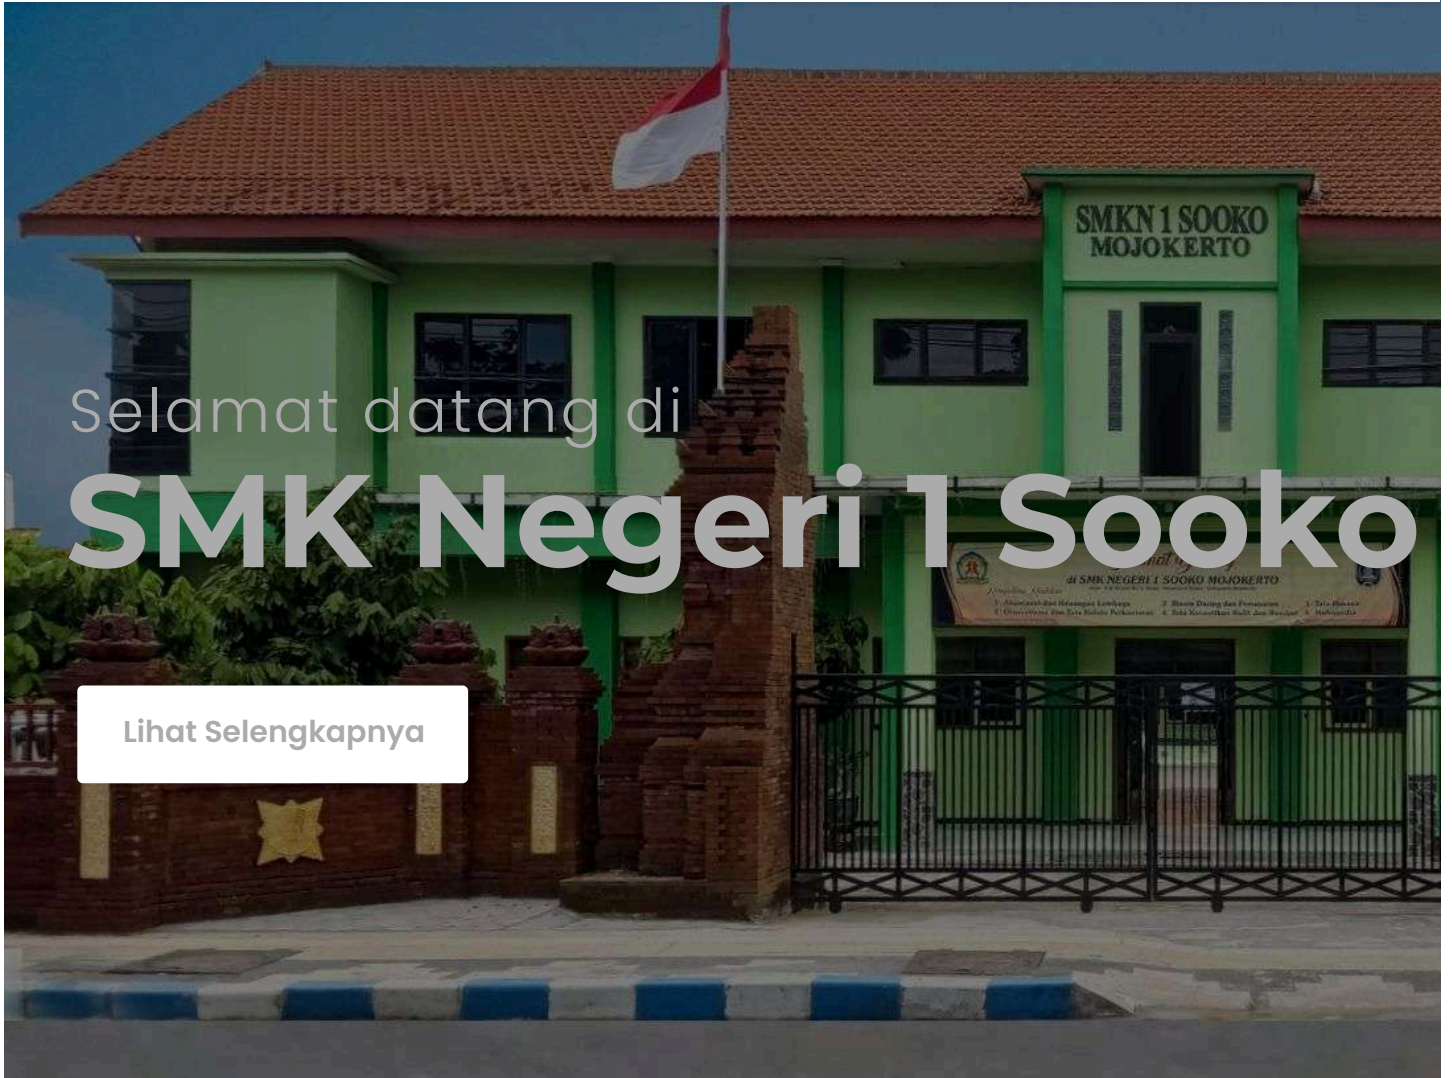 SMKN 1 SOOKO
MOJOKERTO
Selamat datang di
SMK Negeri 1 Sooko
di SMK NEGERI 1 SOOKO MOJOKERTO
Lihat Selengkapnya